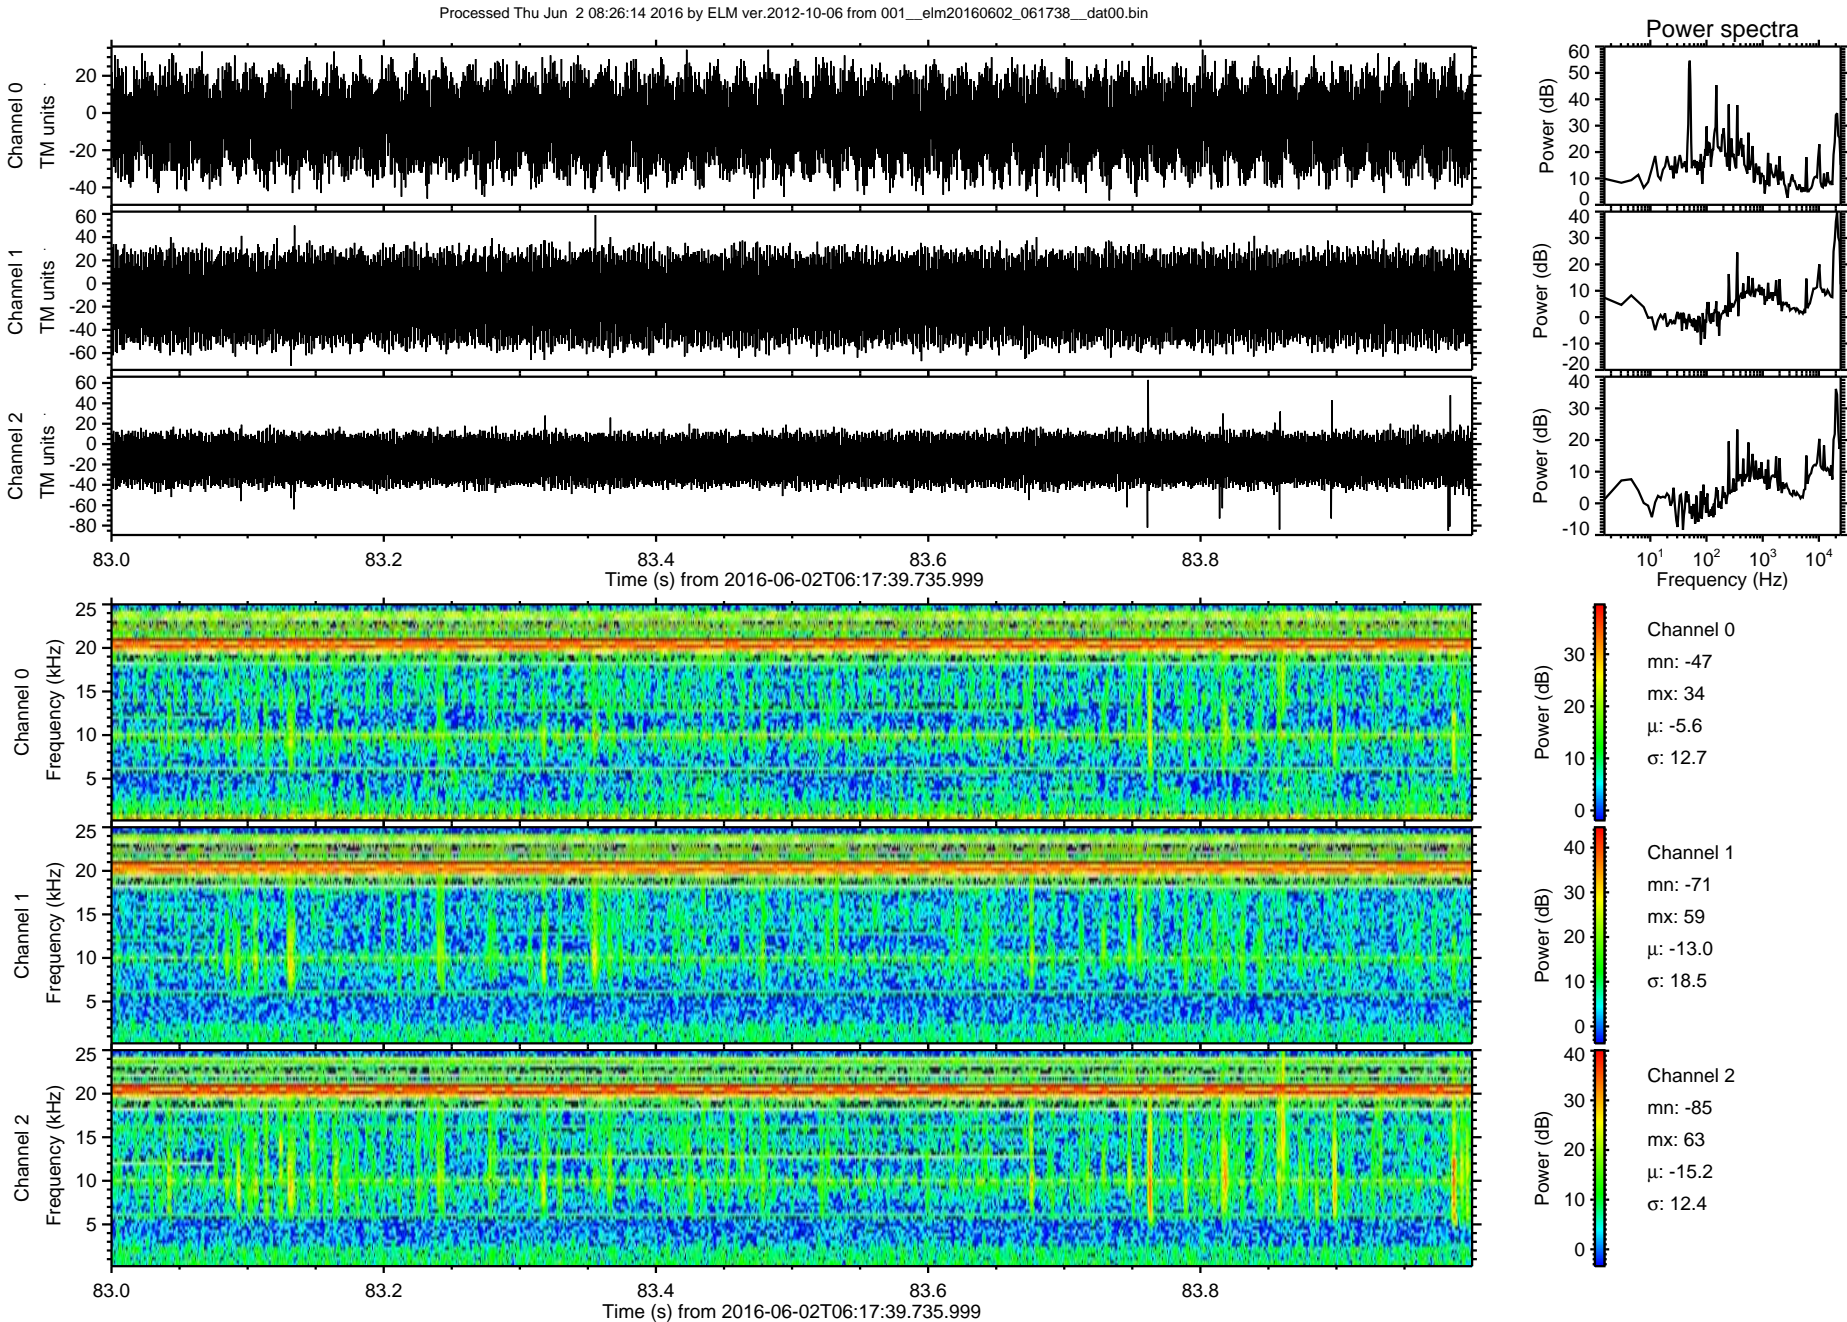 Processed Thu Jun 2 08:26:14 2016 by ELM ver.2012-10-06 from 001__elm20160602_061738__dat00.bin
Power spectra
Channel 0
TM units
20
0
-20
-40
Power (dB)
60
50
40
30
20
10
0
Channel 1
TM units
60
40
20
0
-20
-40
-60
Power (dB)
40
30
20
10
0
-10
-20
Channel 2
TM units
60
40
20
0
-20
-40
-60
-80
Power (dB)
40
30
20
10
0
-10
83.0 83.2 83.4 83.6 83.8
Time (s) from 2016-06-02T06:17:39.735.999
10¹ 10² 10³ 10⁴
Frequency (Hz)
Channel 0
Frequency (kHz)
25
20
15
10
5
Power (dB)
30
20
10
0
Channel 0
mn: -47
mx: 34
μ: -5.6
σ: 12.7
Channel 1
Frequency (kHz)
25
20
15
10
5
Power (dB)
40
30
20
10
0
Channel 1
mn: -71
mx: 59
μ: -13.0
σ: 18.5
Channel 2
Frequency (kHz)
25
20
15
10
5
Power (dB)
40
30
20
10
0
Channel 2
mn: -85
mx: 63
μ: -15.2
σ: 12.4
83.0 83.2 83.4 83.6 83.8
Time (s) from 2016-06-02T06:17:39.735.999